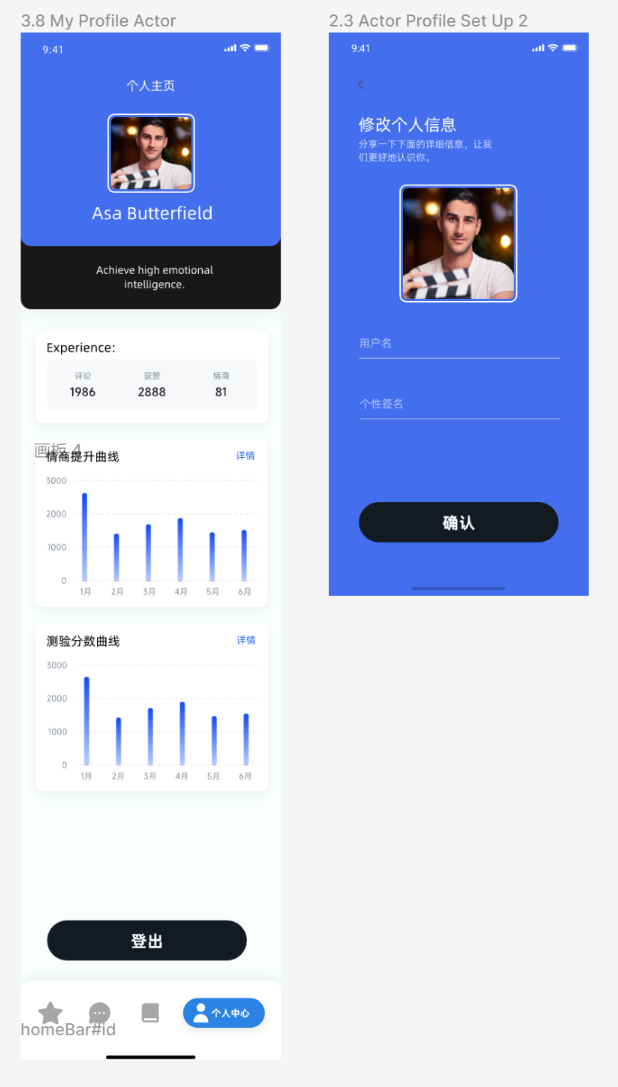 3.8 My Profile Actor
9:41
个人主页
Asa Butterfield
Achieve high emotional
intelligence.
Experience:
评论 获赞 情商
1986 2888 81
画板 4
情商提升曲线 详情
3000
2000
1000
0
1月 2月 3月 4月 5月 6月
测验分数曲线 详情
3000
2000
1000
0
1月 2月 3月 4月 5月 6月
登出
个人中心
homeBar#id
2.3 Actor Profile Set Up 2
9:41
修改个人信息
分享一下下面的详细信息，让我
们更好地认识你。
用户名
个性签名
确认